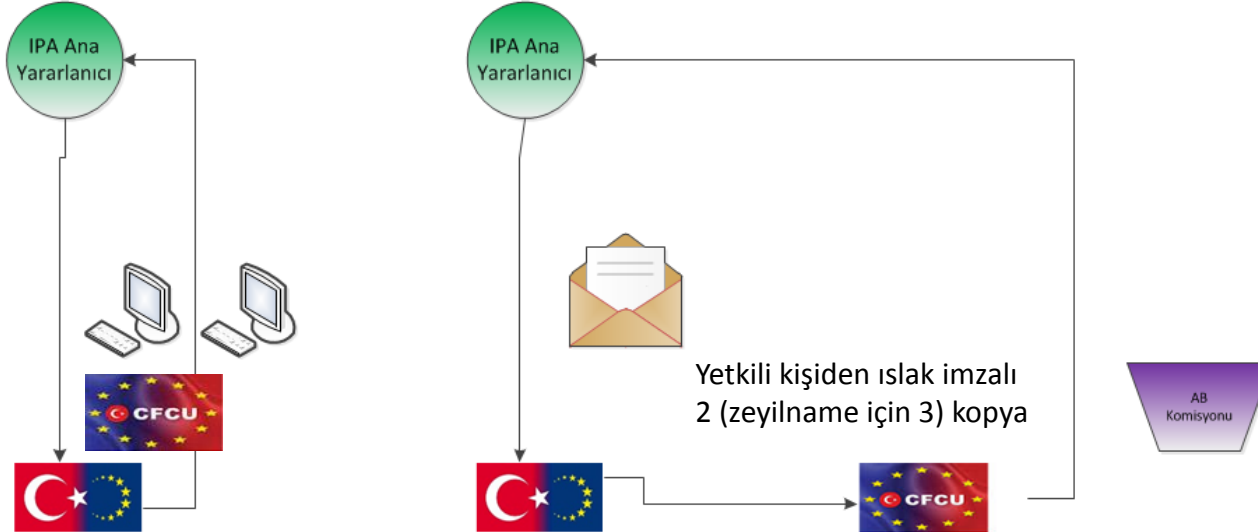 IPA Ana
Yararlanıcı
CFCU
IPA Ana
Yararlanıcı
Yetkili kişiden ıslak imzalı
2 (zeyilname için 3) kopya
CFCU
AB
Komisyonu